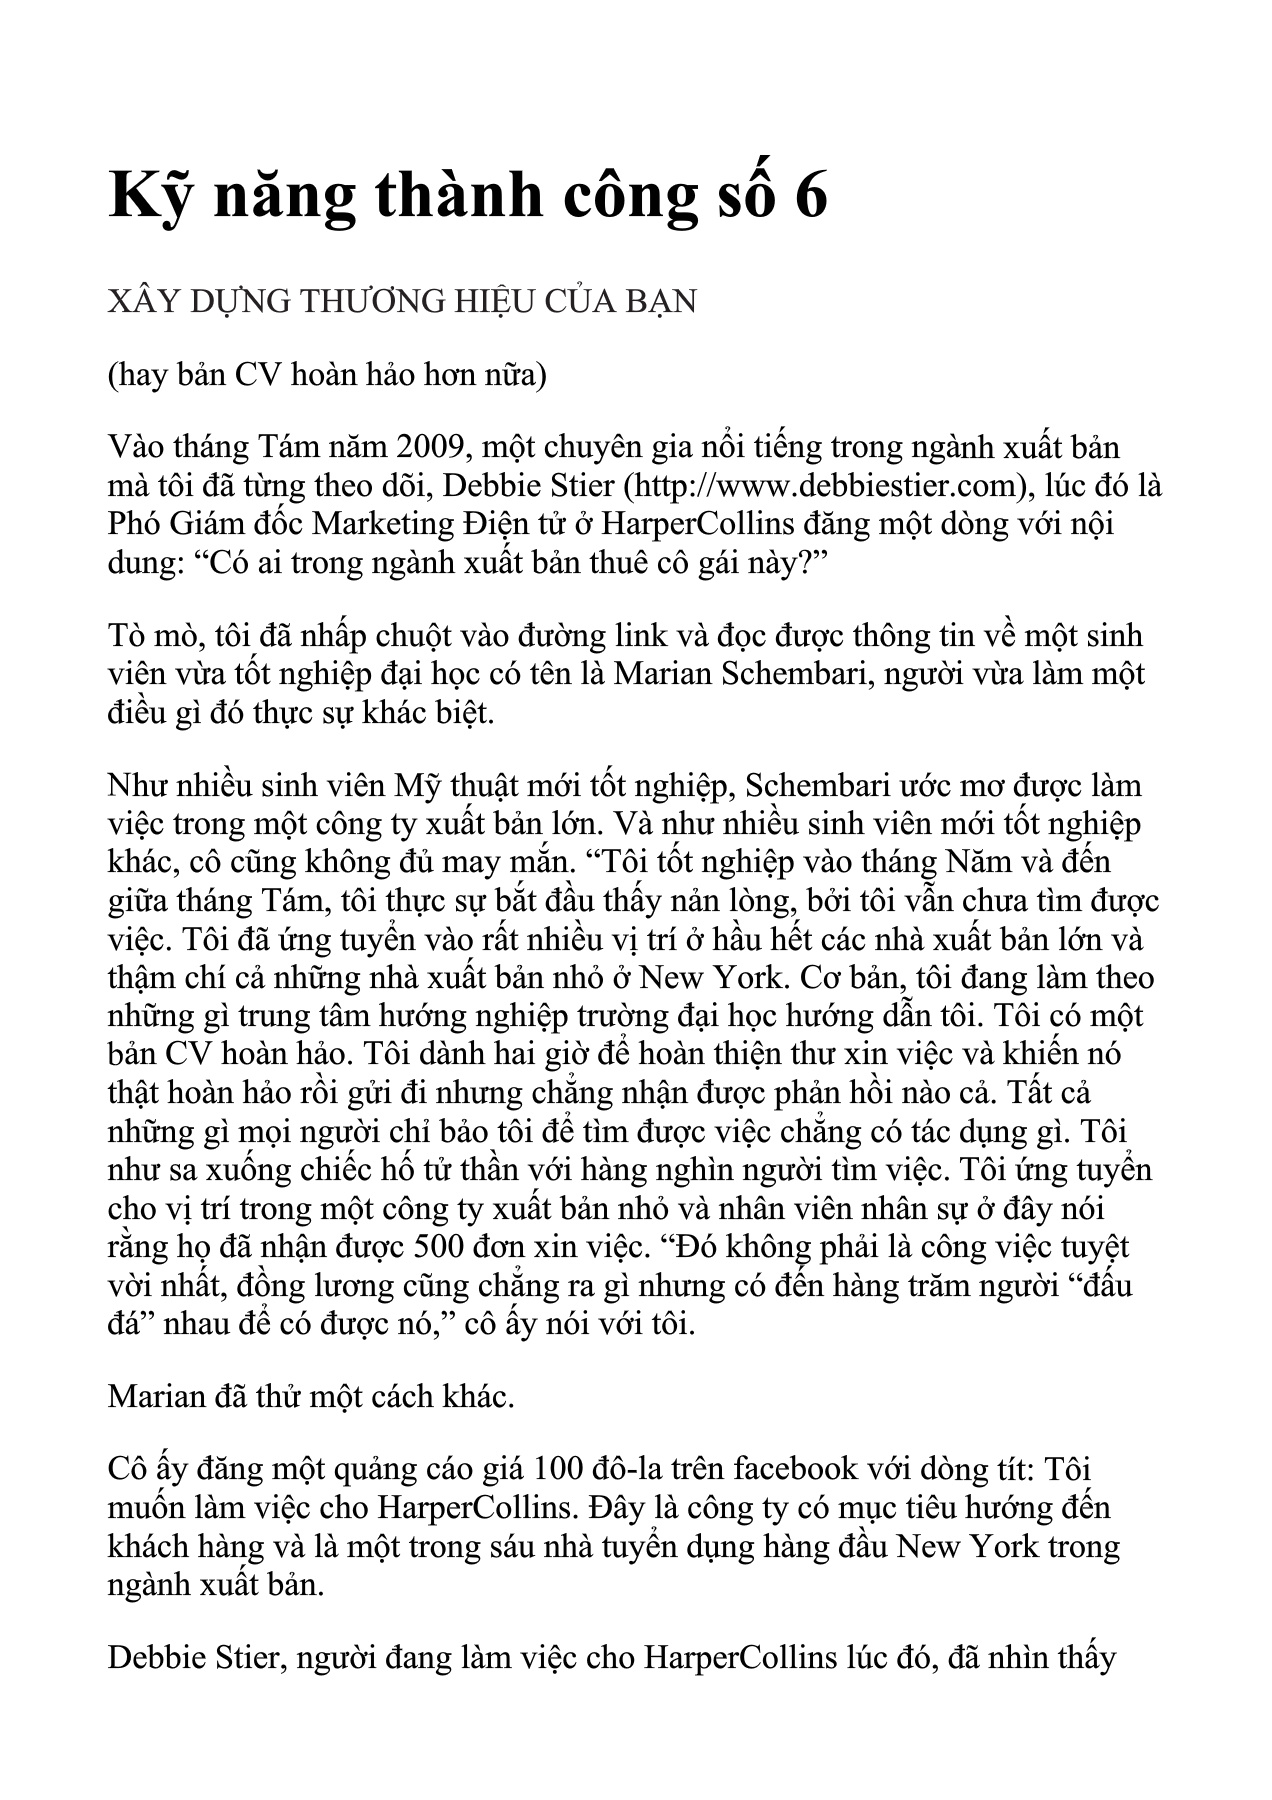 Kỹ năng thành công số 6
XÂY DỰNG THƯƠNG HIỆU CỦA BẠN
(hay bản CV hoàn hảo hơn nữa)
Vào tháng Tám năm 2009, một chuyên gia nổi tiếng trong ngành xuất bản
mà tôi đã từng theo dõi, Debbie Stier (http://www.debbiestier.com), lúc đó là
Phó Giám đốc Marketing Điện tử ở HarperCollins đăng một dòng với nội
dung: “Có ai trong ngành xuất bản thuê cô gái này?”
Tò mò, tôi đã nhấp chuột vào đường link và đọc được thông tin về một sinh
viên vừa tốt nghiệp đại học có tên là Marian Schembari, người vừa làm một
điều gì đó thực sự khác biệt.
Như nhiều sinh viên Mỹ thuật mới tốt nghiệp, Schembari ước mơ được làm
việc trong một công ty xuất bản lớn. Và như nhiều sinh viên mới tốt nghiệp
khác, cô cũng không đủ may mắn. “Tôi tốt nghiệp vào tháng Năm và đến
giữa tháng Tám, tôi thực sự bắt đầu thấy nản lòng, bởi tôi vẫn chưa tìm được
việc. Tôi đã ứng tuyển vào rất nhiều vị trí ở hầu hết các nhà xuất bản lớn và
thậm chí cả những nhà xuất bản nhỏ ở New York. Cơ bản, tôi đang làm theo
những gì trung tâm hướng nghiệp trường đại học hướng dẫn tôi. Tôi có một
bản CV hoàn hảo. Tôi dành hai giờ để hoàn thiện thư xin việc và khiến nó
thật hoàn hảo rồi gửi đi nhưng chẳng nhận được phản hồi nào cả. Tất cả
những gì mọi người chỉ bảo tôi để tìm được việc chẳng có tác dụng gì. Tôi
như sa xuống chiếc hố tử thần với hàng nghìn người tìm việc. Tôi ứng tuyển
cho vị trí trong một công ty xuất bản nhỏ và nhân viên nhân sự ở đây nói
rằng họ đã nhận được 500 đơn xin việc. “Đó không phải là công việc tuyệt
vời nhất, đồng lương cũng chẳng ra gì nhưng có đến hàng trăm người “đấu
đá” nhau để có được nó,” cô ấy nói với tôi.
Marian đã thử một cách khác.
Cô ấy đăng một quảng cáo giá 100 đô-la trên facebook với dòng tít: Tôi
muốn làm việc cho HarperCollins. Đây là công ty có mục tiêu hướng đến
khách hàng và là một trong sáu nhà tuyển dụng hàng đầu New York trong
ngành xuất bản.
Debbie Stier, người đang làm việc cho HarperCollins lúc đó, đã nhìn thấy